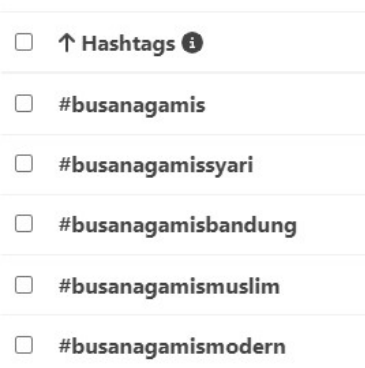 ↑ Hashtags
#busanagamis
#busanagamissyari
#busanagamisbandung
#busanagamismuslim
#busanagamismodern